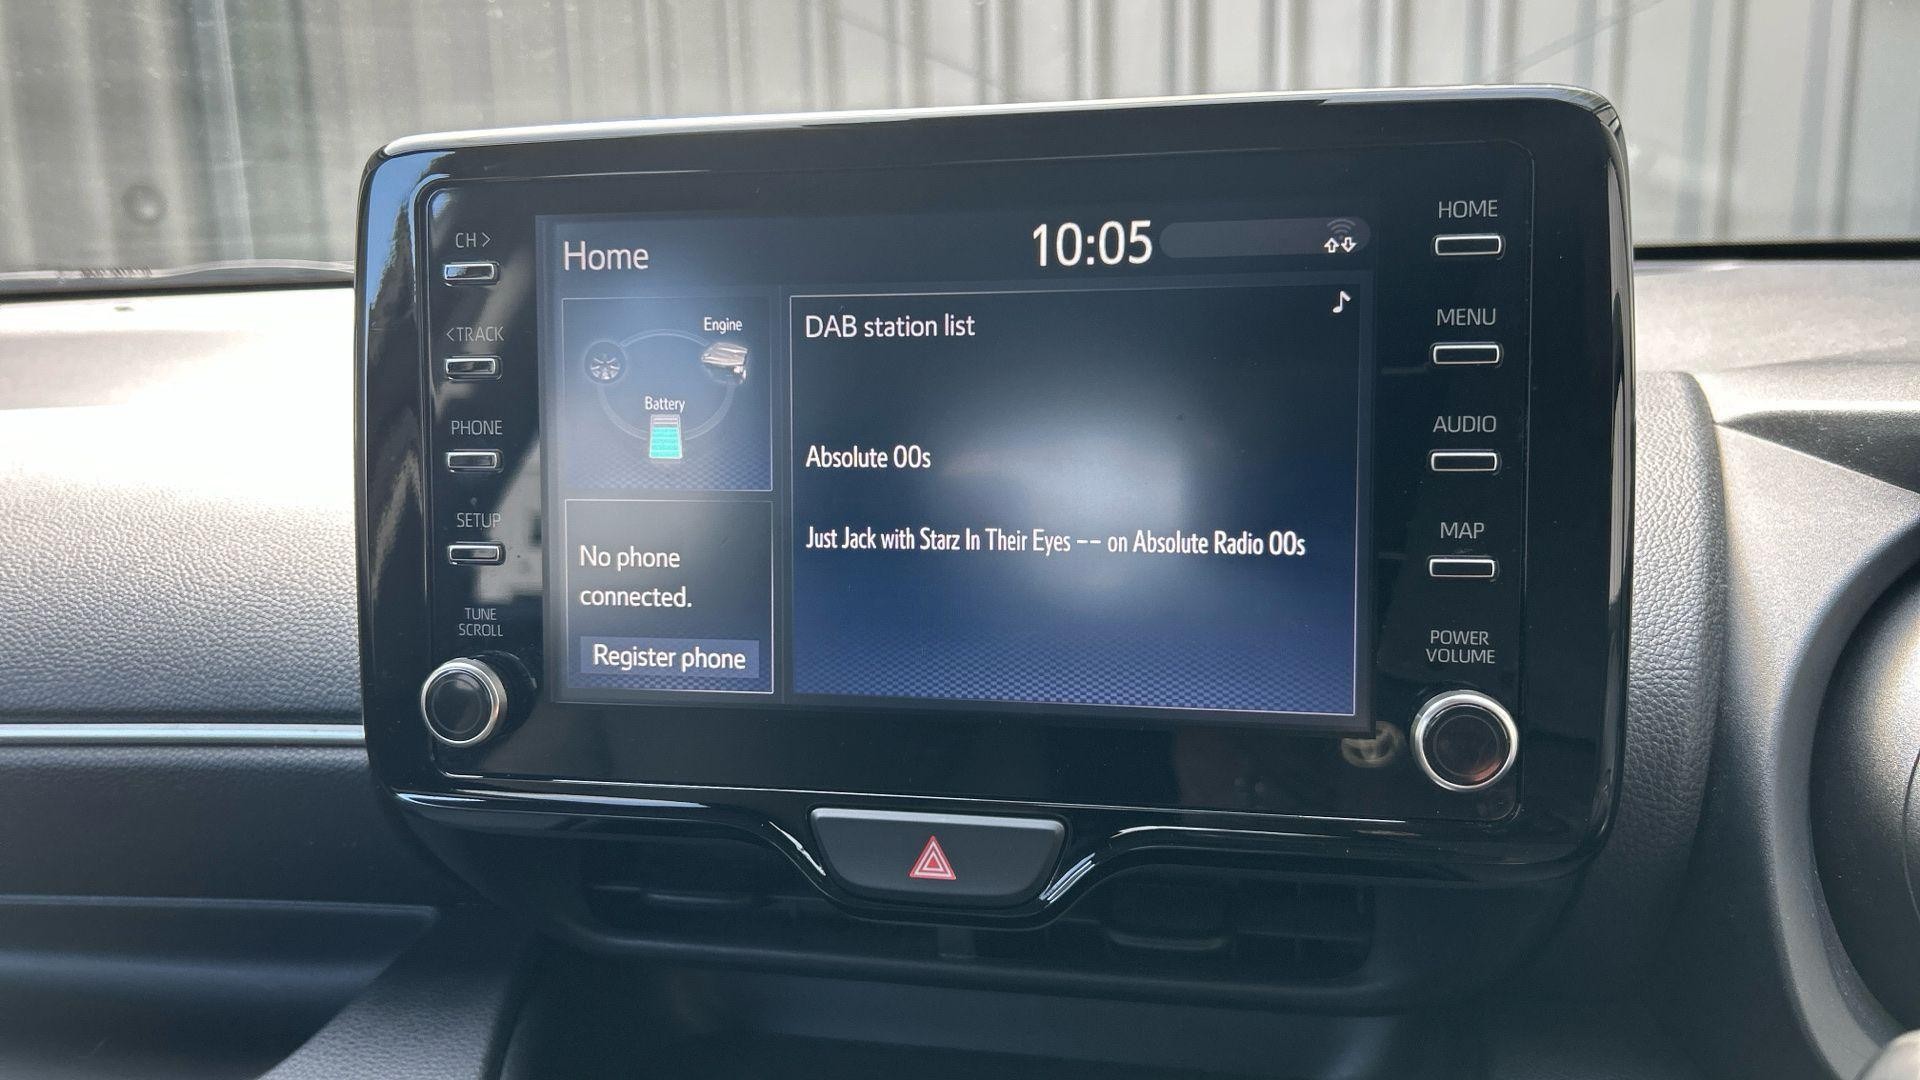 CH >
< TRACK
PHONE
SETUP
TUNE
SCROLL
Home
10:05
Engine
Battery
No phone
connected.
Register phone
DAB station list
Absolute 00s
Just Jack with Starz In Their Eyes -- on Absolute Radio 00s
HOME
MENU
AUDIO
MAP
POWER
VOLUME